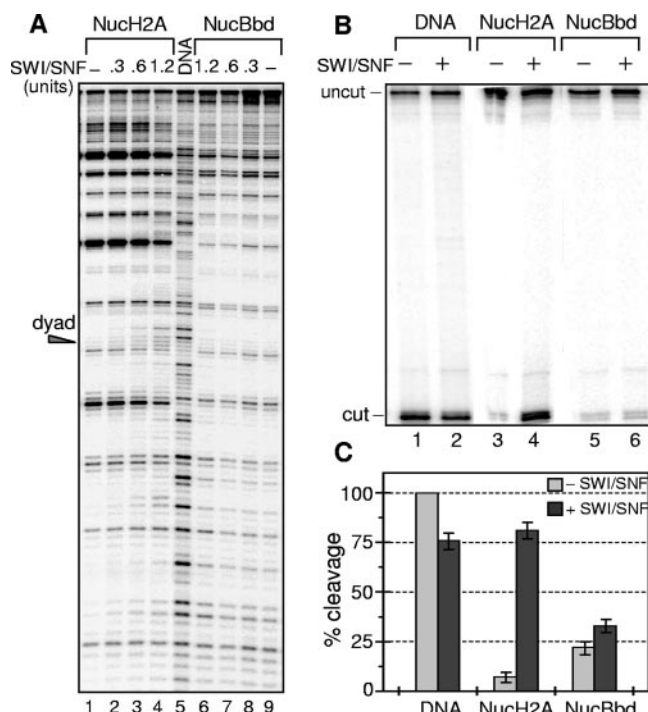 A
NucH2A DNA NucBbd
SWI/SNF – .3 .6 1.2 1.2 .6 .3 –
(units)
dyad
1 2 3 4 5 6 7 8 9
B
DNA NucH2A NucBbd
SWI/SNF – + – + – +
uncut –
cut –
1 2 3 4 5 6
C
– SWI/SNF
+ SWI/SNF
% cleavage
100
75
50
25
0
DNA NucH2A NucBbd